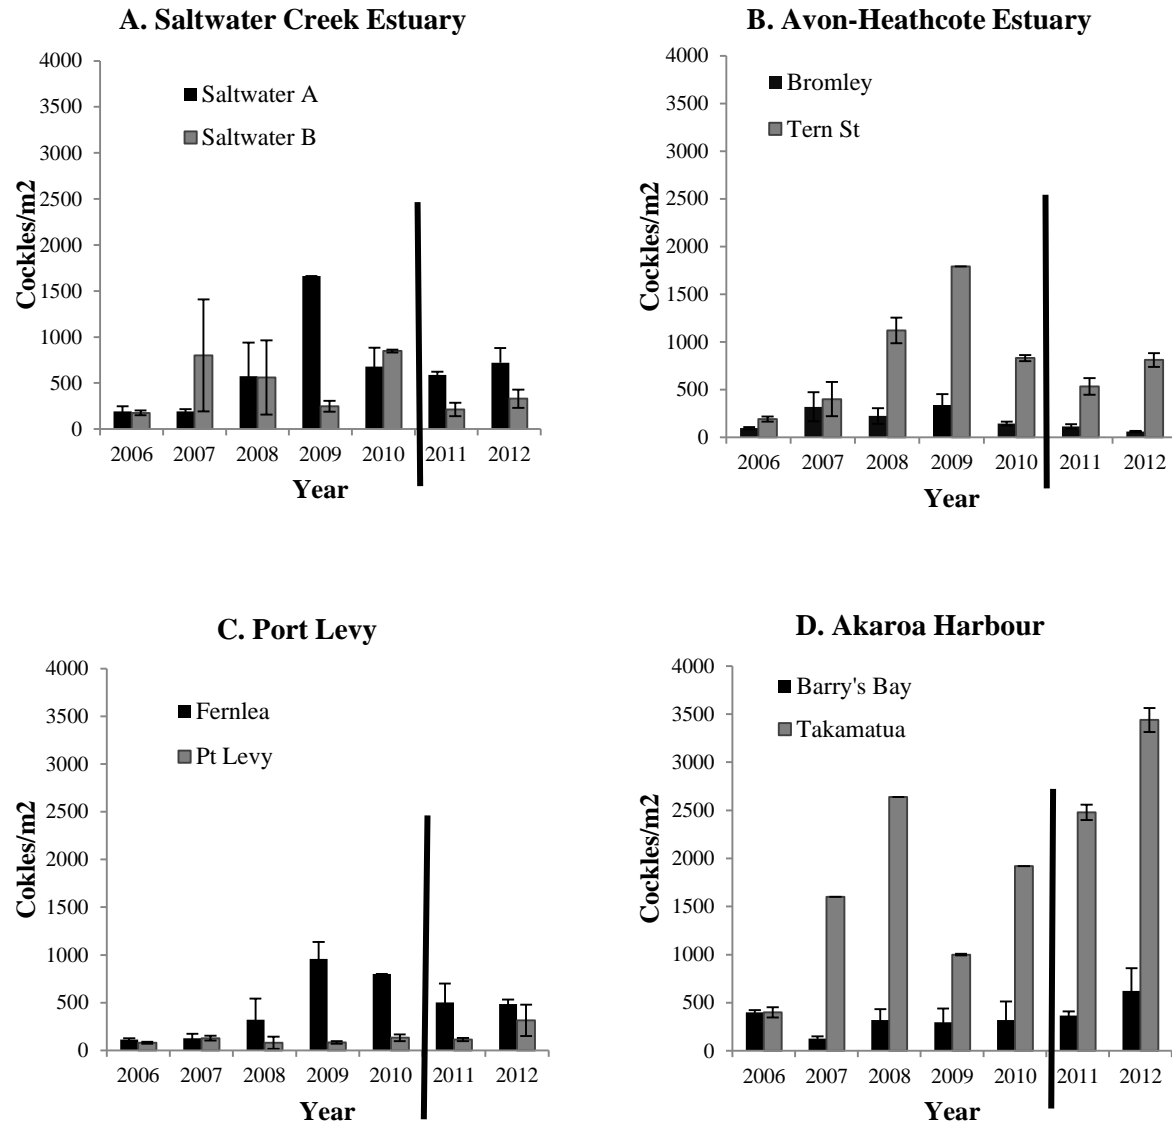 A. Saltwater Creek Estuary
4000
3500
3000
2500
2000
1500
1000
500
0
Cockles/m2
Saltwater A
Saltwater B
2006 2007 2008 2009 2010 2011 2012
Year
B. Avon-Heathcote Estuary
4000
3500
3000
2500
2000
1500
1000
500
0
Cockles/m2
Bromley
Tern St
2006 2007 2008 2009 2010 2011 2012
Year
C. Port Levy
4000
3500
3000
2500
2000
1500
1000
500
0
Cokles/m2
Fernlea
Pt Levy
2006 2007 2008 2009 2010 2011 2012
Year
D. Akaroa Harbour
4000
3500
3000
2500
2000
1500
1000
500
0
Cockles/m2
Barry's Bay
Takamatua
2006 2007 2008 2009 2010 2011 2012
Year